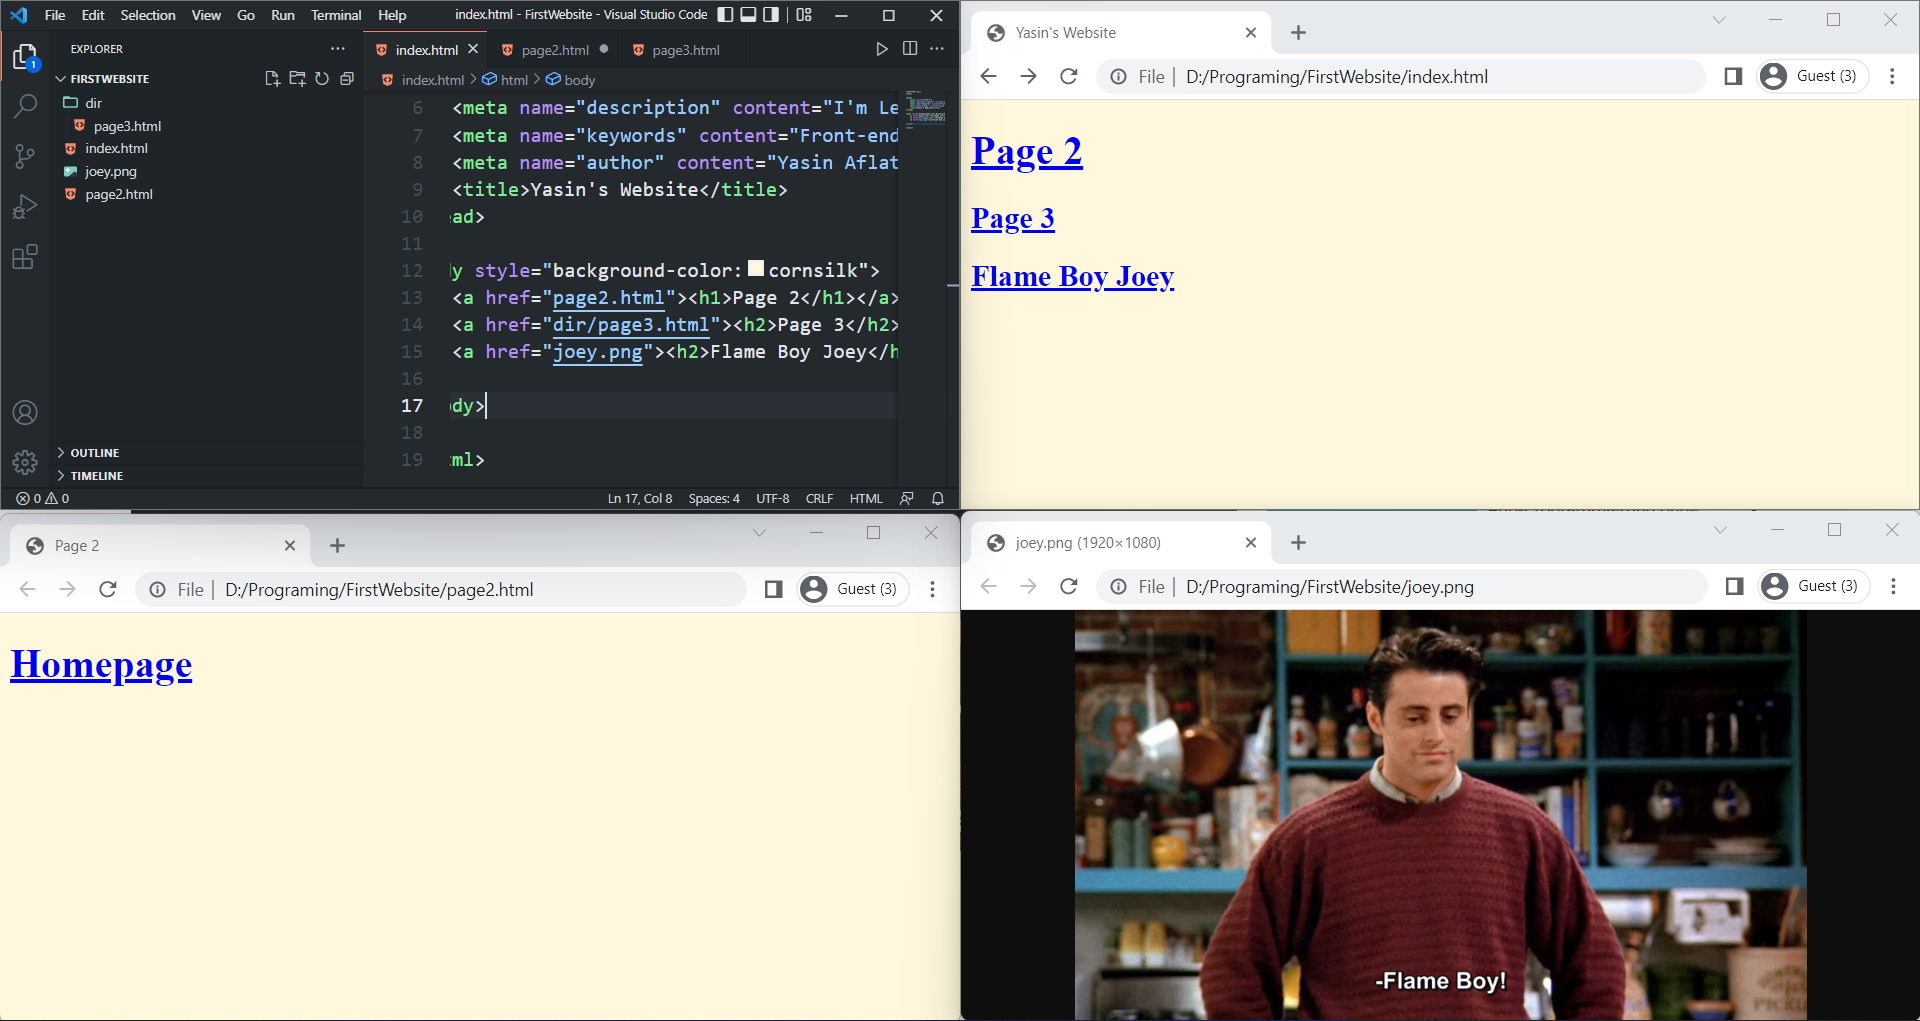 File Edit Selection View Go Run Terminal Help index.html - FirstWebsite - Visual Studio Code
EXPLORER
1
FIRSTWEBSITE
dir
page3.html
index.html
joey.png
page2.html
OUTLINE
TIMELINE
index.html page2.html page3.html
index.html > html > body
6 <meta name="description" content="I'm Le
7 <meta name="keywords" content="Front-end
8 <meta name="author" content="Yasin Aflat
9 <title>Yasin's Website</title>
10 ad>
11
12 ly style="background-color: cornsilk">
13 <a href="page2.html"><h1>Page 2</h1></a>
14 <a href="dir/page3.html"><h2>Page 3</h2>
15 <a href="joey.png"><h2>Flame Boy Joey</h
16
17 dy>
18
19 ml>
0 0 Ln 17, Col 8 Spaces: 4 UTF-8 CRLF HTML
Yasin's Website
File D:/Programing/FirstWebsite/index.html Guest (3)
Page 2
Page 3
Flame Boy Joey
Page 2
File D:/Programing/FirstWebsite/page2.html Guest (3)
Homepage
joey.png (1920×1080)
File D:/Programing/FirstWebsite/joey.png Guest (3)
-Flame Boy!